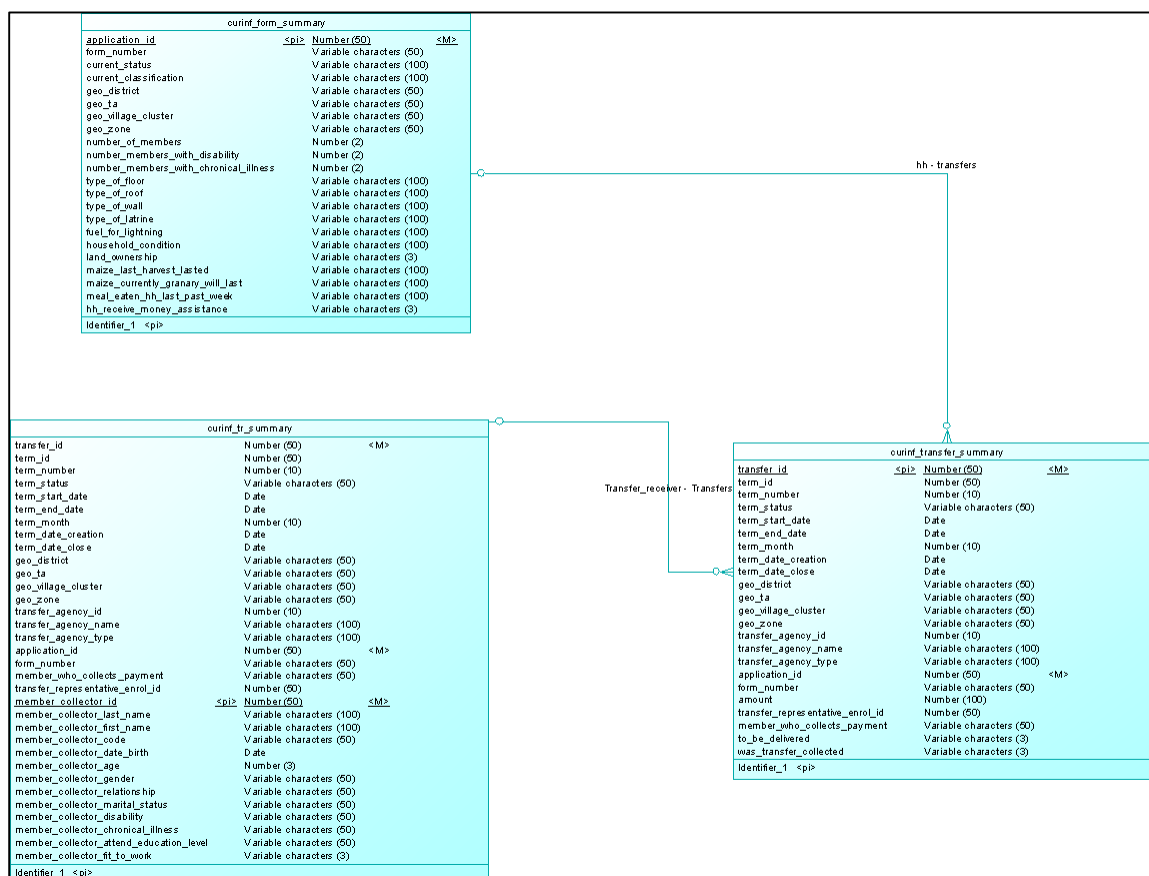 curinf_form_summary
application_id <pi> Number (50) <M>
form_number Variable characters (50)
current_status Variable characters (100)
current_classification Variable characters (100)
geo_district Variable characters (50)
geo_ta Variable characters (50)
geo_village_cluster Variable characters (50)
geo_zone Variable characters (50)
number_of_members Number (2)
number_members_with_disability Number (2)
number_members_with_chronical_illness Number (2)
type_of_floor Variable characters (100)
type_of_roof Variable characters (100)
type_of_wall Variable characters (100)
type_of_latrine Variable characters (100)
fuel_for_lightning Variable characters (100)
household_condition Variable characters (100)
land_ownership Variable characters (3)
maize_last_harvest_lasted Variable characters (100)
maize_currently_granary_will_last Variable characters (100)
meal_eaten_hh_last_past_week Variable characters (100)
hh_receive_money_assistance Variable characters (3)
Identifier_1 <pi>
hh - transfers
curinf_tr_summary
transfer_id Number (50) <M>
term_id Number (50)
term_number Number (10)
term_status Variable characters (50)
term_start_date Date
term_end_date Date
term_month Number (10)
term_date_creation Date
term_date_close Date
geo_district Variable characters (50)
geo_ta Variable characters (50)
geo_village_cluster Variable characters (50)
geo_zone Variable characters (50)
transfer_agency_id Number (10)
transfer_agency_name Variable characters (100)
transfer_agency_type Variable characters (100)
application_id Number (50) <M>
form_number Variable characters (50)
member_who_collects_payment Variable characters (50)
transfer_representative_enrol_id Number (50)
member_collector_id <pi> Number (50) <M>
member_collector_last_name Variable characters (100)
member_collector_first_name Variable characters (100)
member_collector_code Variable characters (50)
member_collector_date_birth Date
member_collector_age Number (3)
member_collector_gender Variable characters (50)
member_collector_relationship Variable characters (50)
member_collector_marital_status Variable characters (50)
member_collector_disability Variable characters (50)
member_collector_chronical_illness Variable characters (50)
member_collector_attend_education_level Variable characters (50)
member_collector_fit_to_work Variable characters (3)
Identifier_1 <pi>
Transfer_receiver - Transfers
curinf_transfer_summary
transfer_id <pi> Number (50) <M>
term_id Number (50)
term_number Number (10)
term_status Variable characters (50)
term_start_date Date
term_end_date Date
term_month Number (10)
term_date_creation Date
term_date_close Date
geo_district Variable characters (50)
geo_ta Variable characters (50)
geo_village_cluster Variable characters (50)
geo_zone Variable characters (50)
transfer_agency_id Number (10)
transfer_agency_name Variable characters (100)
transfer_agency_type Variable characters (100)
application_id Number (50) <M>
form_number Variable characters (50)
amount Number (100)
transfer_representative_enrol_id Number (50)
member_who_collects_payment Variable characters (50)
to_be_delivered Variable characters (3)
was_transfer_collected Variable characters (3)
Identifier_1 <pi>